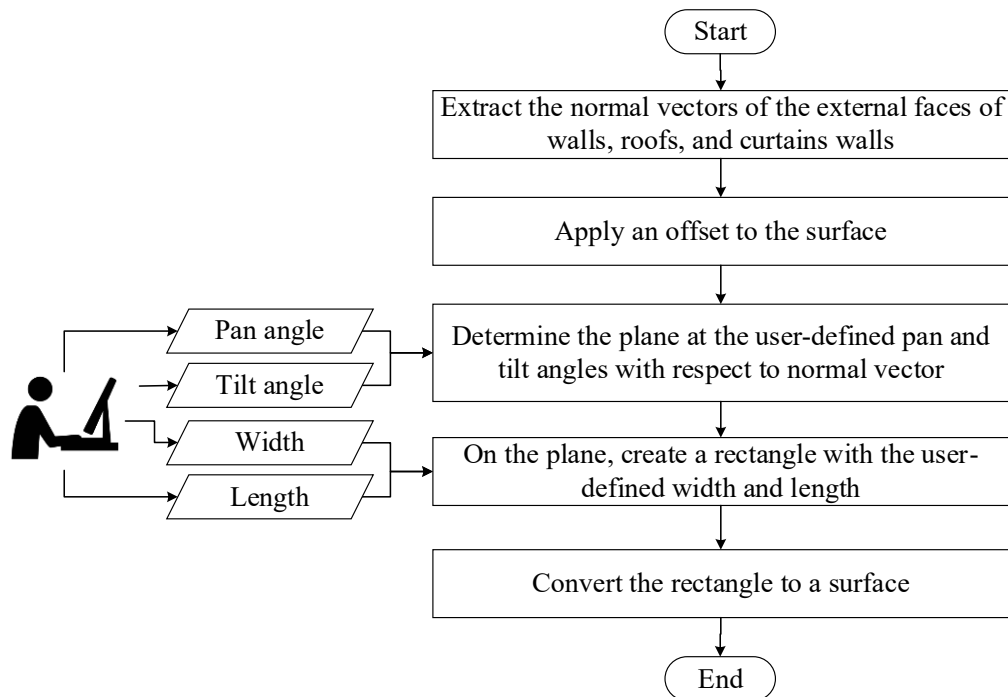 Start
Extract the normal vectors of the external faces of
walls, roofs, and curtains walls
Apply an offset to the surface
Pan angle
Tilt angle
Determine the plane at the user-defined pan and
tilt angles with respect to normal vector
Width
Length
On the plane, create a rectangle with the user-
defined width and length
Convert the rectangle to a surface
End